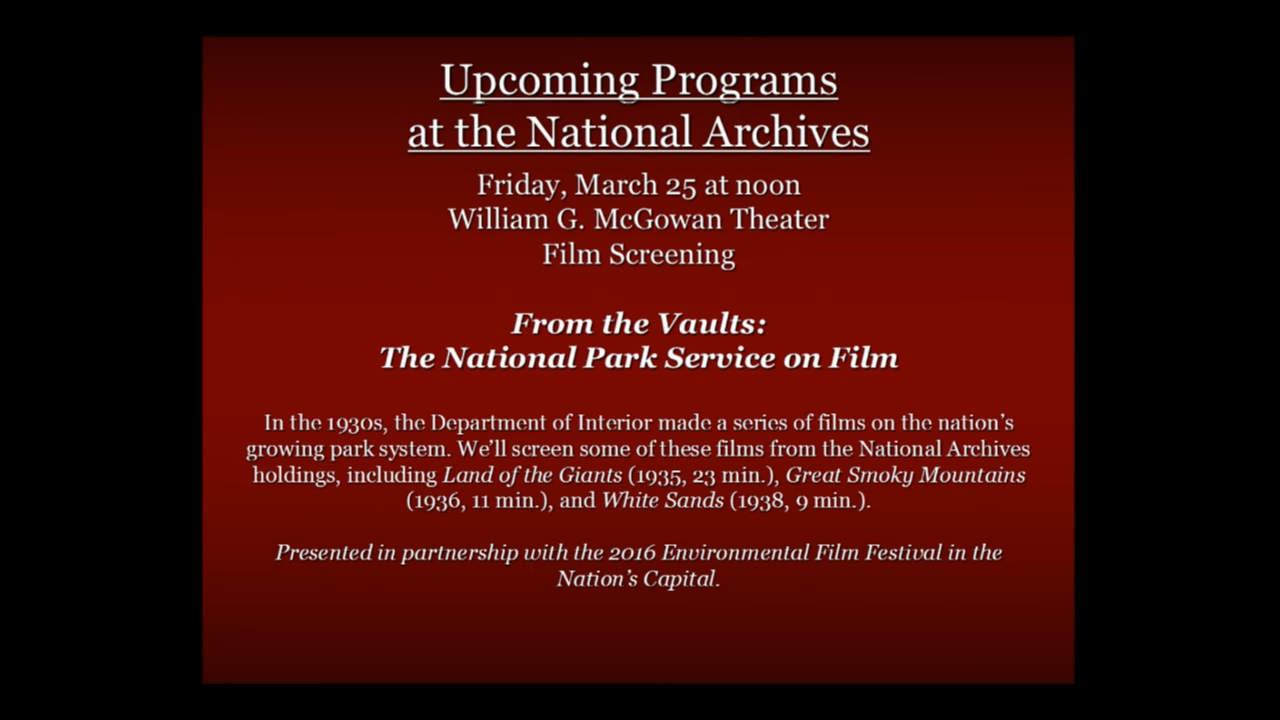 Upcoming Programs
at the National Archives
Friday, March 25 at noon
William G. McGowan Theater
Film Screening
From the Vaults:
The National Park Service on Film
In the 1930s, the Department of Interior made a series of films on the nation's
growing park system. We'll screen some of these films from the National Archives
holdings, including Land of the Giants (1935, 23 min.), Great Smoky Mountains
(1936, 11 min.), and White Sands (1938, 9 min.).
Presented in partnership with the 2016 Environmental Film Festival in the
Nation's Capital.